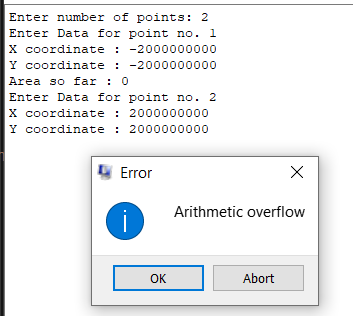 Enter number of points: 2
Enter Data for point no. 1
X coordinate : -2000000000
Y coordinate : -2000000000
Area so far : 0
Enter Data for point no. 2
X coordinate : 2000000000
Y coordinate : 2000000000
Error
Arithmetic overflow
OK
Abort